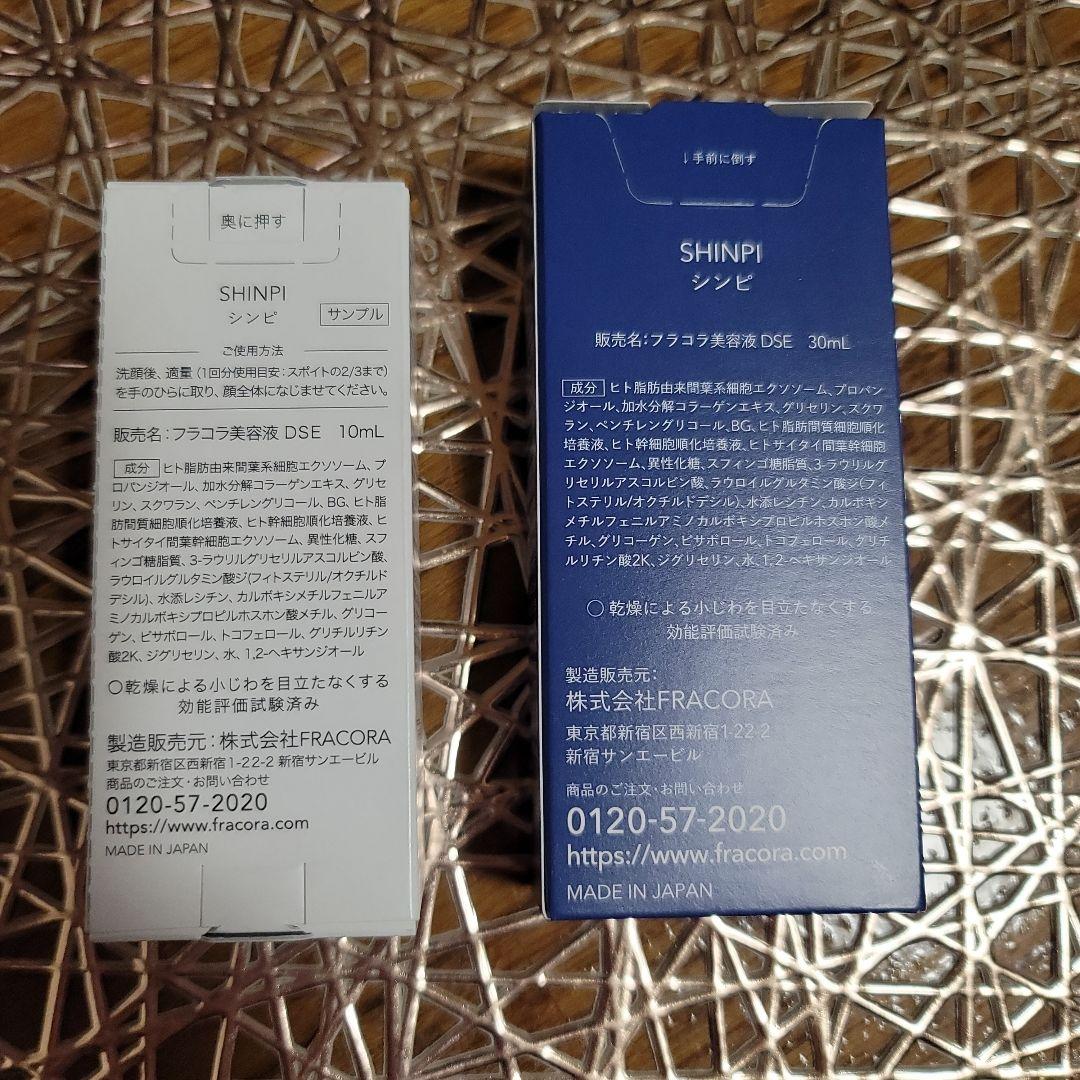 奥に押す
SHINPI
シンピ
サンプル
ご使用方法
洗顔後、適量(1回分使用目安:スポイトの2/3まで)
を手のひらに取り、顔全体になじませてください。
販売名:フラコラ美容液 DSE 10mL
成分 ヒト脂肪由来間葉系細胞エクソソーム、プ
ロパンジオール、加水分解コラーゲンエキス、グリセ
リン、スクワラン、ペンチレングリコール、BG、ヒト脂
肪間質細胞順化培養液、ヒト幹細胞順化培養液、ヒ
トサイタイ間葉幹細胞エクソソーム、異性化糖、スフ
ィンゴ糖脂質、3-ラウリルグリセリルアスコルビン酸、
ラウロイルグルタミン酸ジ(フィトステリル/オクチルド
デシル)、水添レシチン、カルボキシメチルフェニルア
ミノカルボキシプロピルホスホン酸メチル、グリコー
ゲン、ビサボロール、トコフェロール、グリチルリチン
酸2K、ジグリセリン、水、1,2-ヘキサンジオール
〇乾燥による小じわを目立たなくする
効能評価試験済み
製造販売元:株式会社FRACORA
東京都新宿区西新宿1-22-2 新宿サンエービル
商品のご注文・お問い合わせ
0120-57-2020
https://www.fracora.com
MADE IN JAPAN
↓手前に倒す
SHINPI
シンピ
販売名:フラコラ美容液 DSE 30mL
成分 ヒト脂肪由来間葉系細胞エクソソーム、プロパン
ジオール、加水分解コラーゲンエキス、グリセリン、スクワ
ラン、ペンチレングリコール、BG、ヒト脂肪間質細胞順化
培養液、ヒト幹細胞順化培養液、ヒトサイタイ間葉幹細胞
エクソソーム、異性化糖、スフィンゴ糖脂質、3-ラウリルグ
リセリルアスコルビン酸、ラウロイルグルタミン酸ジ(フィ
トステリル/オクチルドデシル)、水添レシチン、カルボキシ
メチルフェニルアミノカルボキシプロピルホスホン酸メ
チル、グリコーゲン、ビサボロール、トコフェロール、グリチ
ルリチン酸2K、ジグリセリン、水、1,2-ヘキサンジオール
〇 乾燥による小じわを目立たなくする
効能評価試験済み
製造販売元:
株式会社FRACORA
東京都新宿区西新宿1-22-2
新宿サンエービル
商品のご注文・お問い合わせ
0120-57-2020
https://www.fracora.com
MADE IN JAPAN